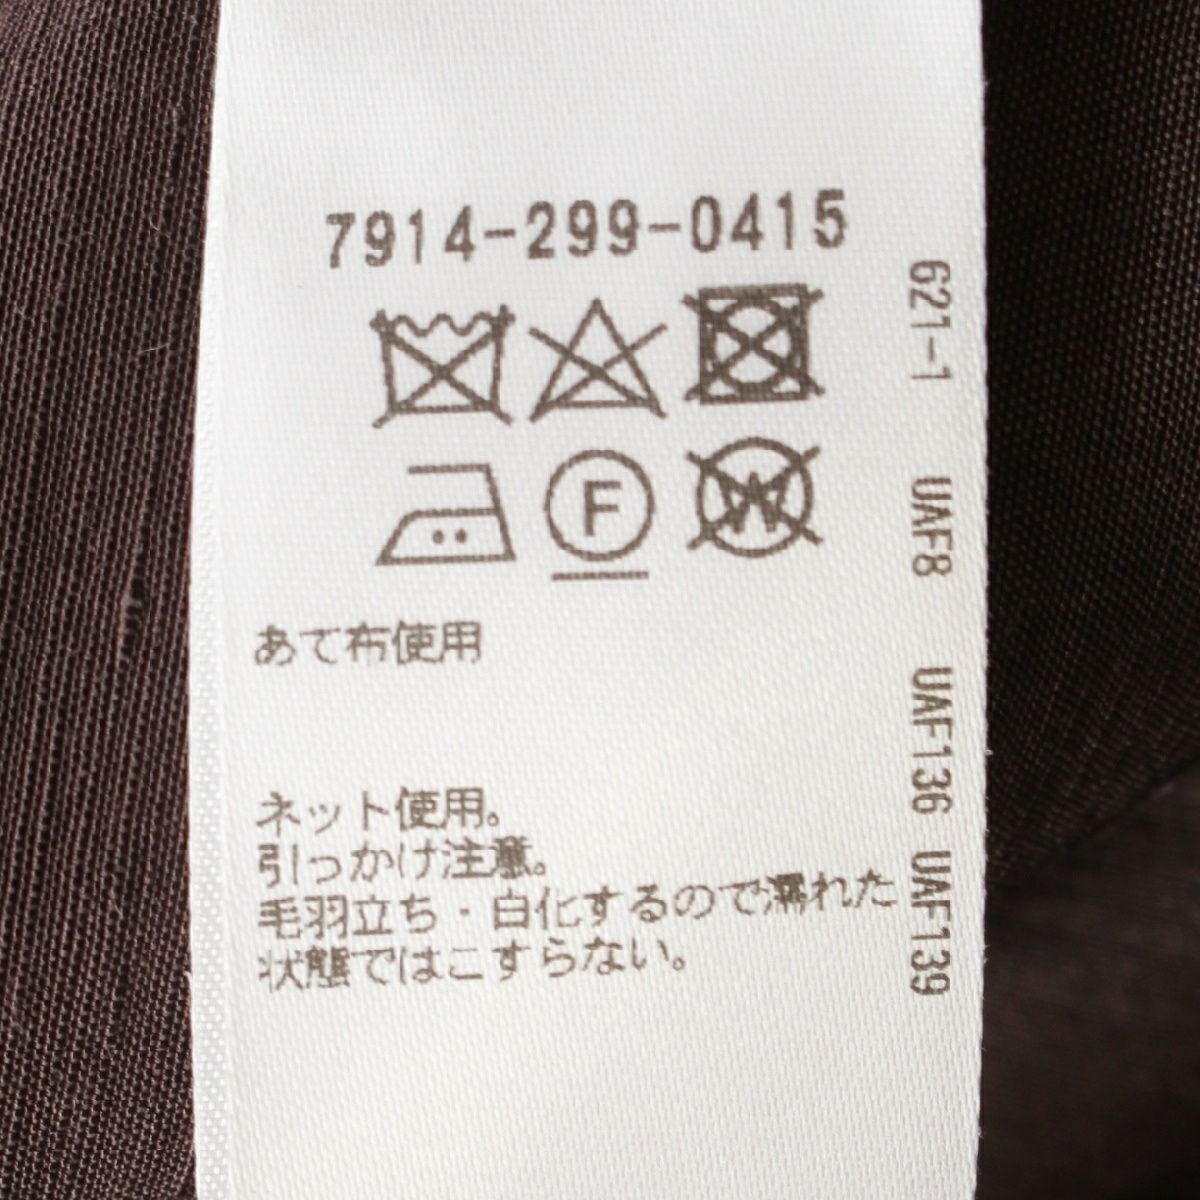 7914-299-0415
F
W
あて布使用
ネット使用。
引っかけ注意。
毛羽立ち・白化するので濡れた
状態ではこすらない。
621-1 UAF8 UAF136 UAF139